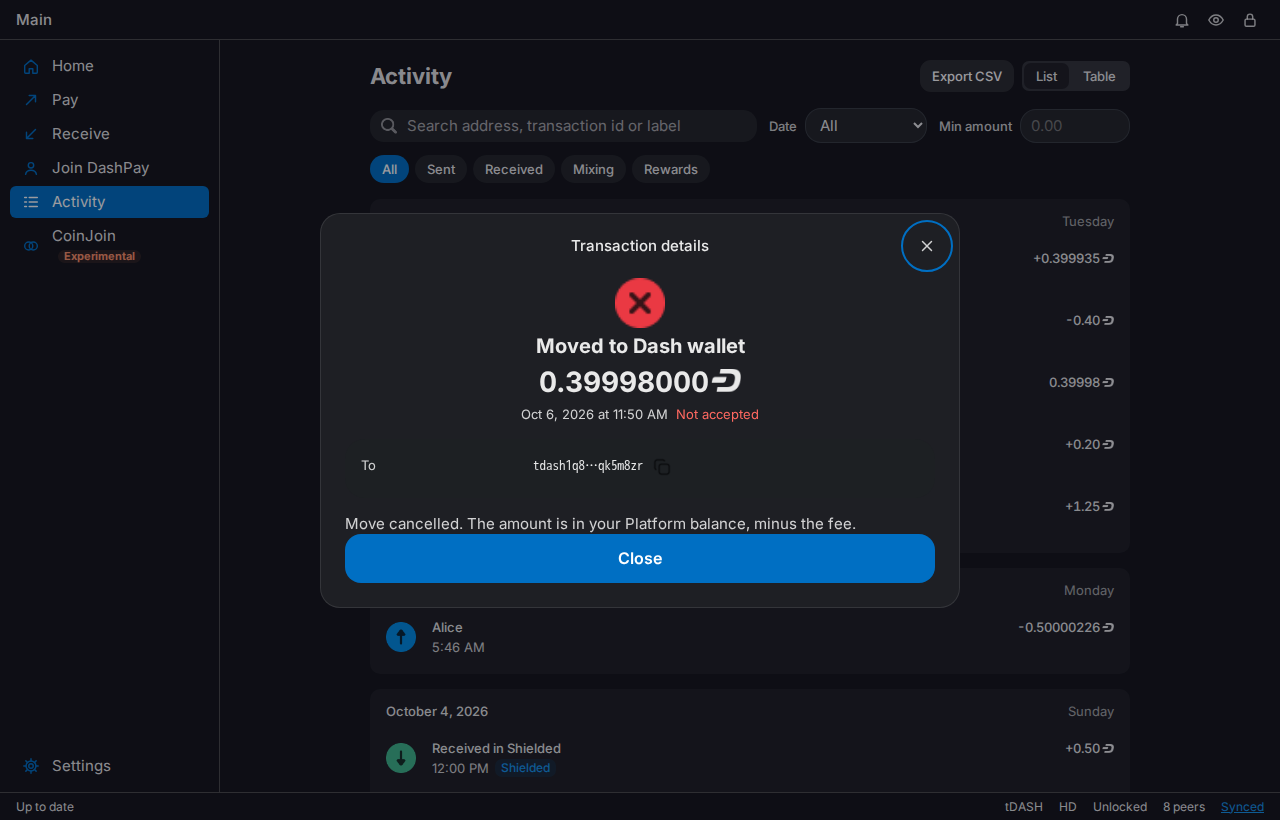 Main
Home
Pay
Receive
Join DashPay
Activity
CoinJoin
Experimental
Settings
Activity
Export CSV
List
Table
Search address, transaction id or label
Date
All
Min amount
0.00
All
Sent
Received
Mixing
Rewards
Tuesday
+0.399935
-0.40
0.39998
+0.20
+1.25
Transaction details
Moved to Dash wallet
0.39998000
Oct 6, 2026 at 11:50 AM Not accepted
To
tdash1q8⋯qk5m8zr
Move cancelled. The amount is in your Platform balance, minus the fee.
Close
Monday
Alice
-0.50000226
5:46 AM
October 4, 2026
Sunday
Received in Shielded
+0.50
12:00 PM Shielded
Up to date
tDASH
HD
Unlocked
8 peers
Synced